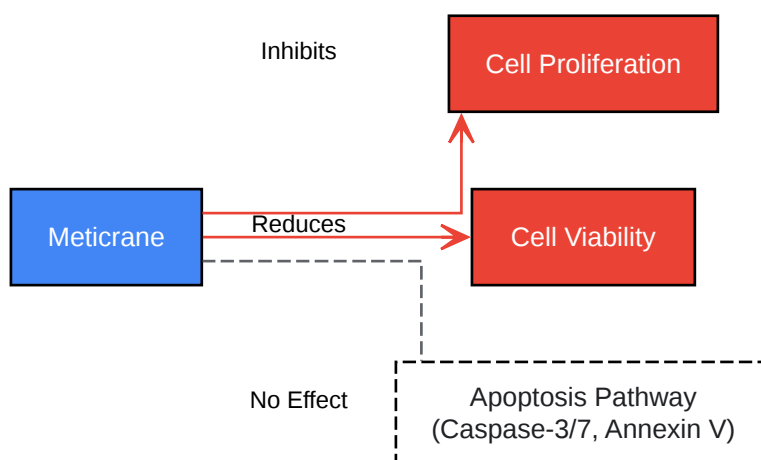 Inhibits
Cell Proliferation
Meticrane
Reduces
Cell Viability
No Effect
Apoptosis Pathway
(Caspase-3/7, Annexin V)